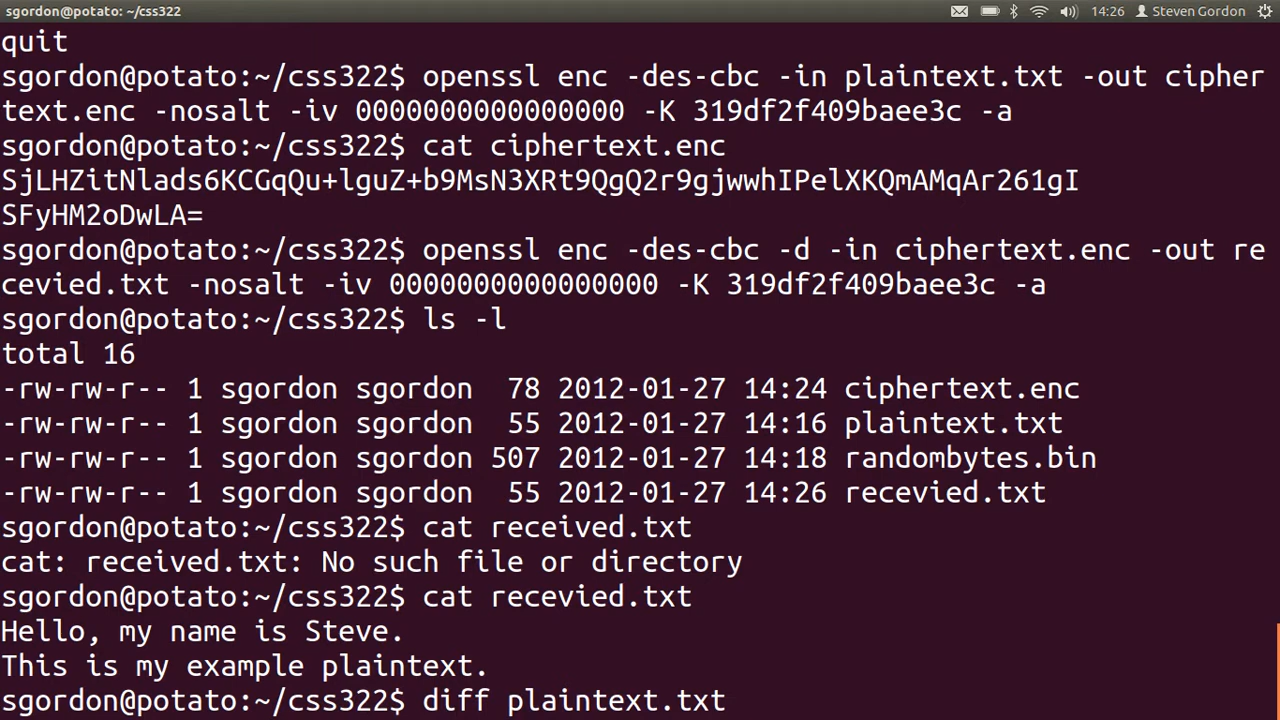 sgordon@potato: ~/css322
14:26 Steven Gordon
quit
sgordon@potato:~/css322$ openssl enc -des-cbc -in plaintext.txt -out cipher
text.enc -nosalt -iv 0000000000000000 -K 319df2f409baee3c -a
sgordon@potato:~/css322$ cat ciphertext.enc
SjLHZitNlads6KCGqQu+lguZ+b9MsN3XRt9QgQ2r9gjwwhIPelXKQmAMqAr261gI
SFyHM2oDwLA=
sgordon@potato:~/css322$ openssl enc -des-cbc -d -in ciphertext.enc -out re
cevied.txt -nosalt -iv 0000000000000000 -K 319df2f409baee3c -a
sgordon@potato:~/css322$ ls -l
total 16
-rw-rw-r-- 1 sgordon sgordon  78 2012-01-27 14:24 ciphertext.enc
-rw-rw-r-- 1 sgordon sgordon  55 2012-01-27 14:16 plaintext.txt
-rw-rw-r-- 1 sgordon sgordon 507 2012-01-27 14:18 randombytes.bin
-rw-rw-r-- 1 sgordon sgordon  55 2012-01-27 14:26 recevied.txt
sgordon@potato:~/css322$ cat received.txt
cat: received.txt: No such file or directory
sgordon@potato:~/css322$ cat recevied.txt
Hello, my name is Steve.
This is my example plaintext.
sgordon@potato:~/css322$ diff plaintext.txt